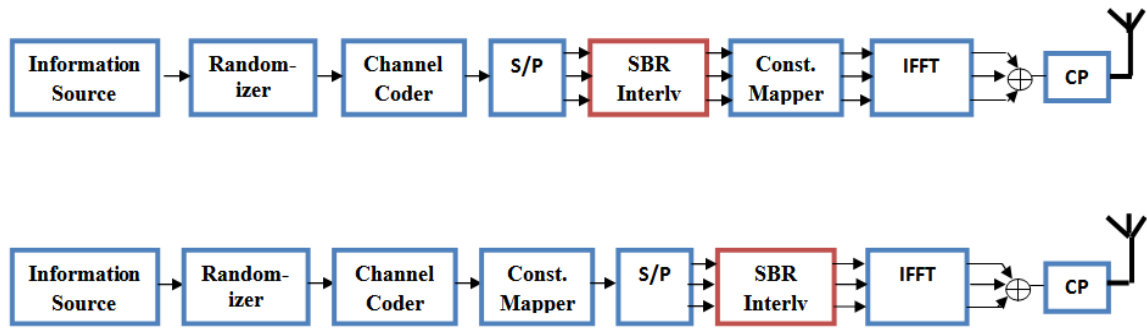 Information Source
Random-izer
Channel Coder
S/P
SBR Interlv
Const. Mapper
IFFT
CP
Information Source
Random-izer
Channel Coder
Const. Mapper
S/P
SBR Interlv
IFFT
CP